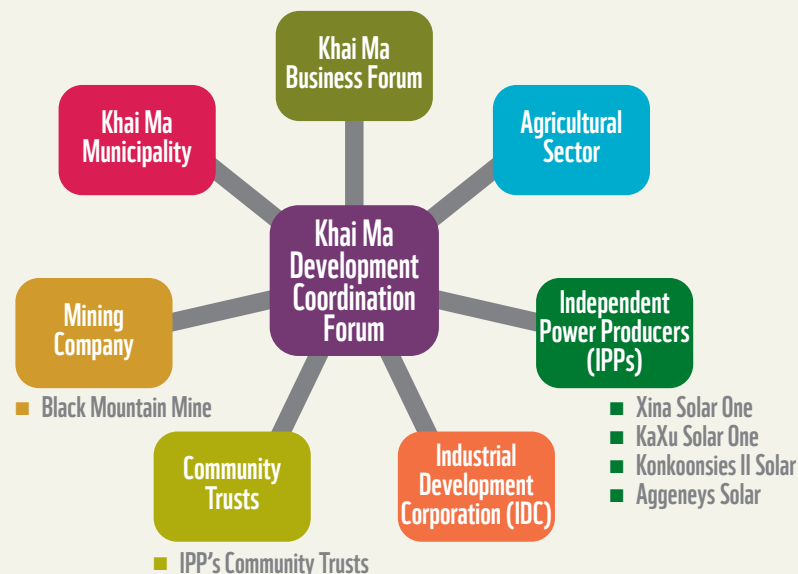 Khai Ma
Business Forum
Khai Ma
Municipality
Agricultural
Sector
Khai Ma
Development
Coordination
Forum
Mining
Company
Independent
Power Producers
(IPPs)
Black Mountain Mine
Xina Solar One
KaXu Solar One
Konkoonsies II Solar
Aggeneys Solar
Community
Trusts
Industrial
Development
Corporation (IDC)
IPP's Community Trusts